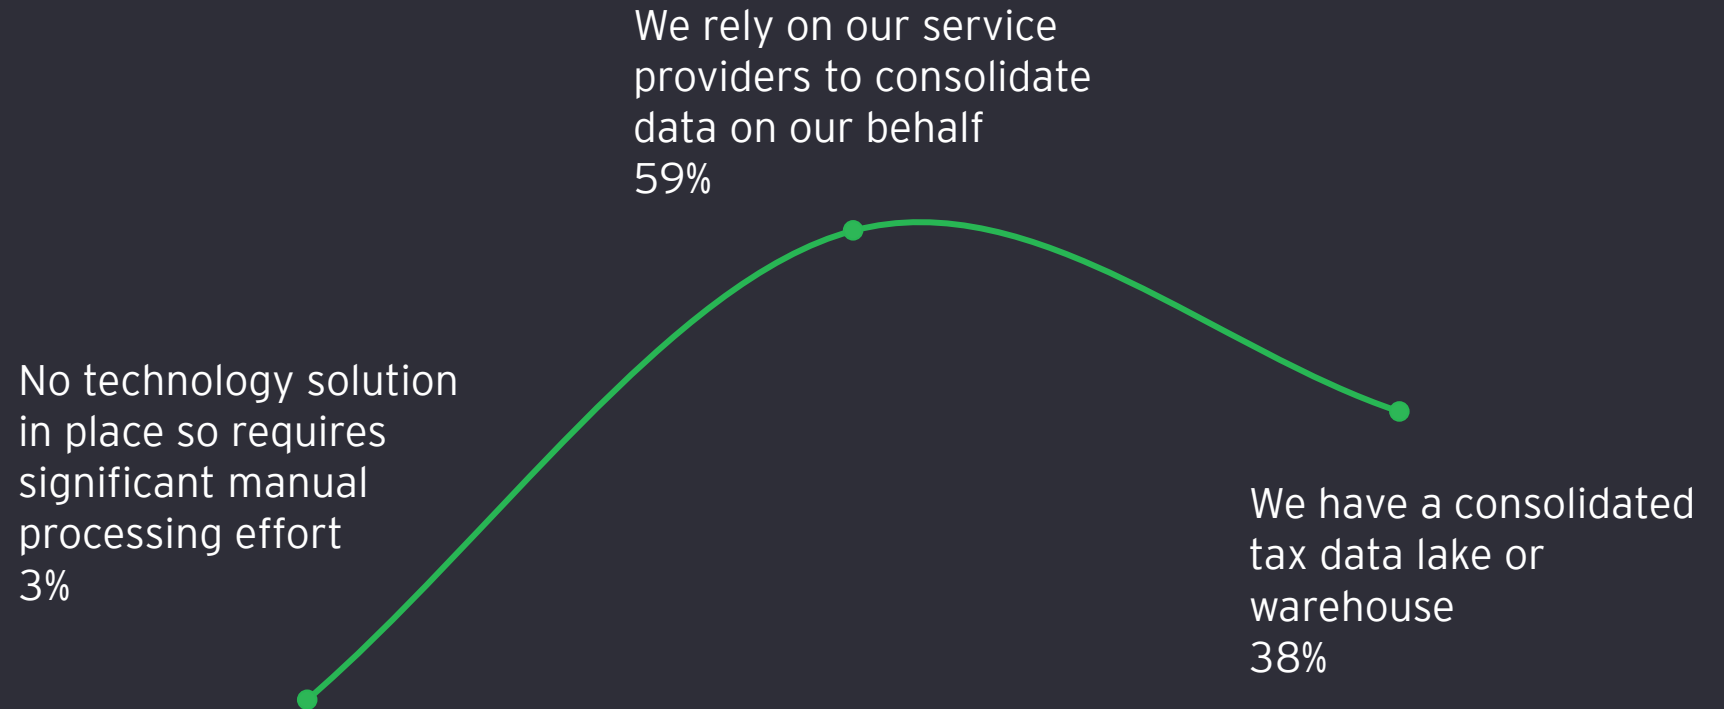 We rely on our service
providers to consolidate
data on our behalf
59%
No technology solution
in place so requires
significant manual
processing effort
3%
We have a consolidated
tax data lake or
warehouse
38%